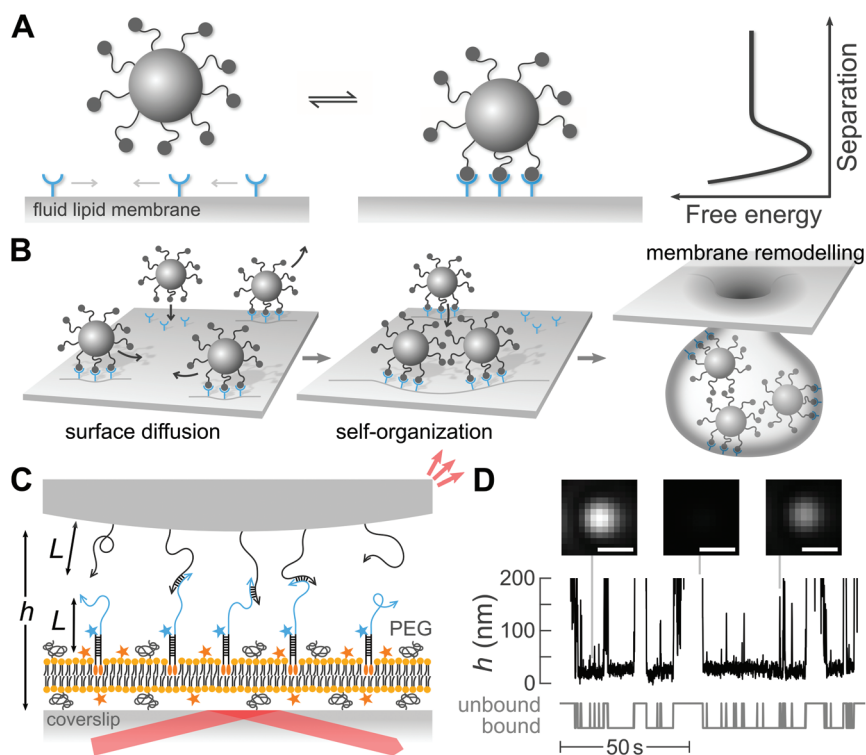 A
fluid lipid membrane
Separation
Free energy
B
surface diffusion
self-organization
membrane remodelling
C
L
h
L
PEG
coverslip
D
200
100
0
h (nm)
unbound
bound
50 s